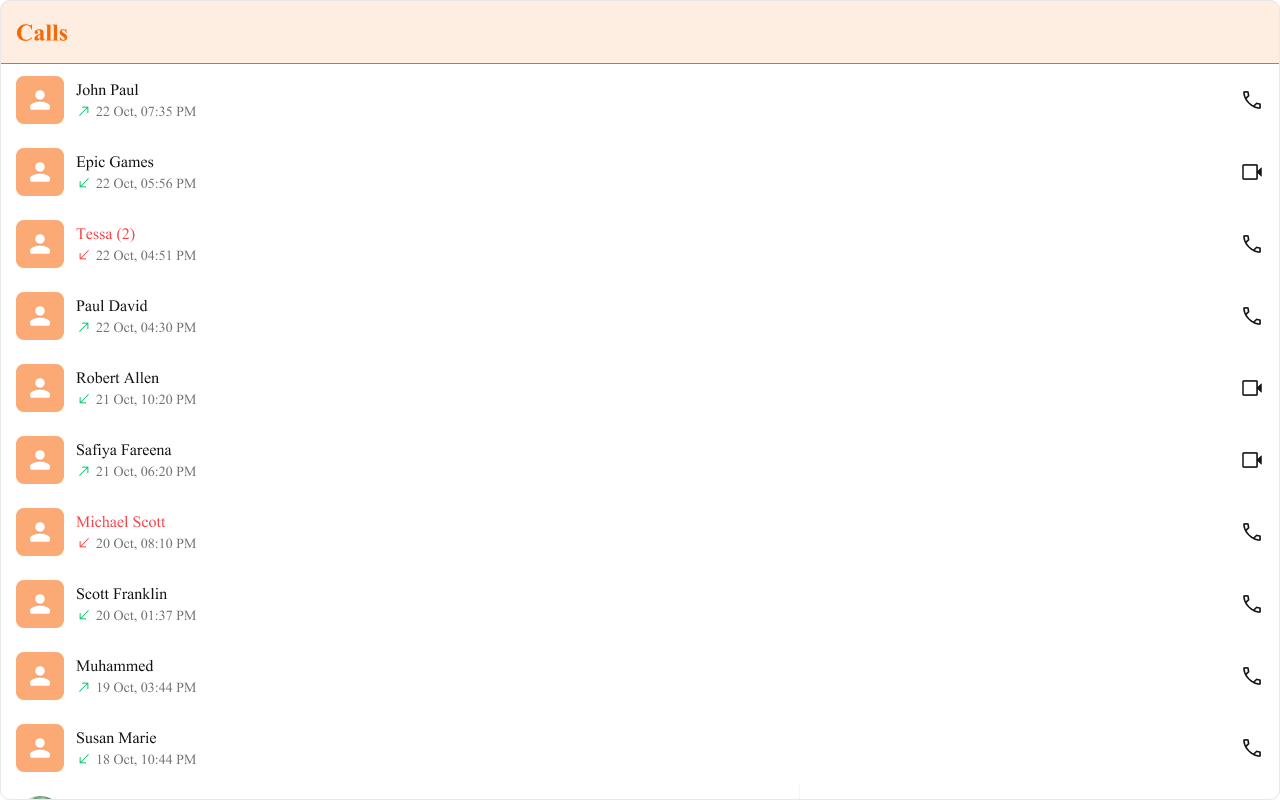 Calls
John Paul
22 Oct, 07:35 PM
Epic Games
22 Oct, 05:56 PM
Tessa (2)
22 Oct, 04:51 PM
Paul David
22 Oct, 04:30 PM
Robert Allen
21 Oct, 10:20 PM
Safiya Fareena
21 Oct, 06:20 PM
Michael Scott
20 Oct, 08:10 PM
Scott Franklin
20 Oct, 01:37 PM
Muhammed
19 Oct, 03:44 PM
Susan Marie
18 Oct, 10:44 PM